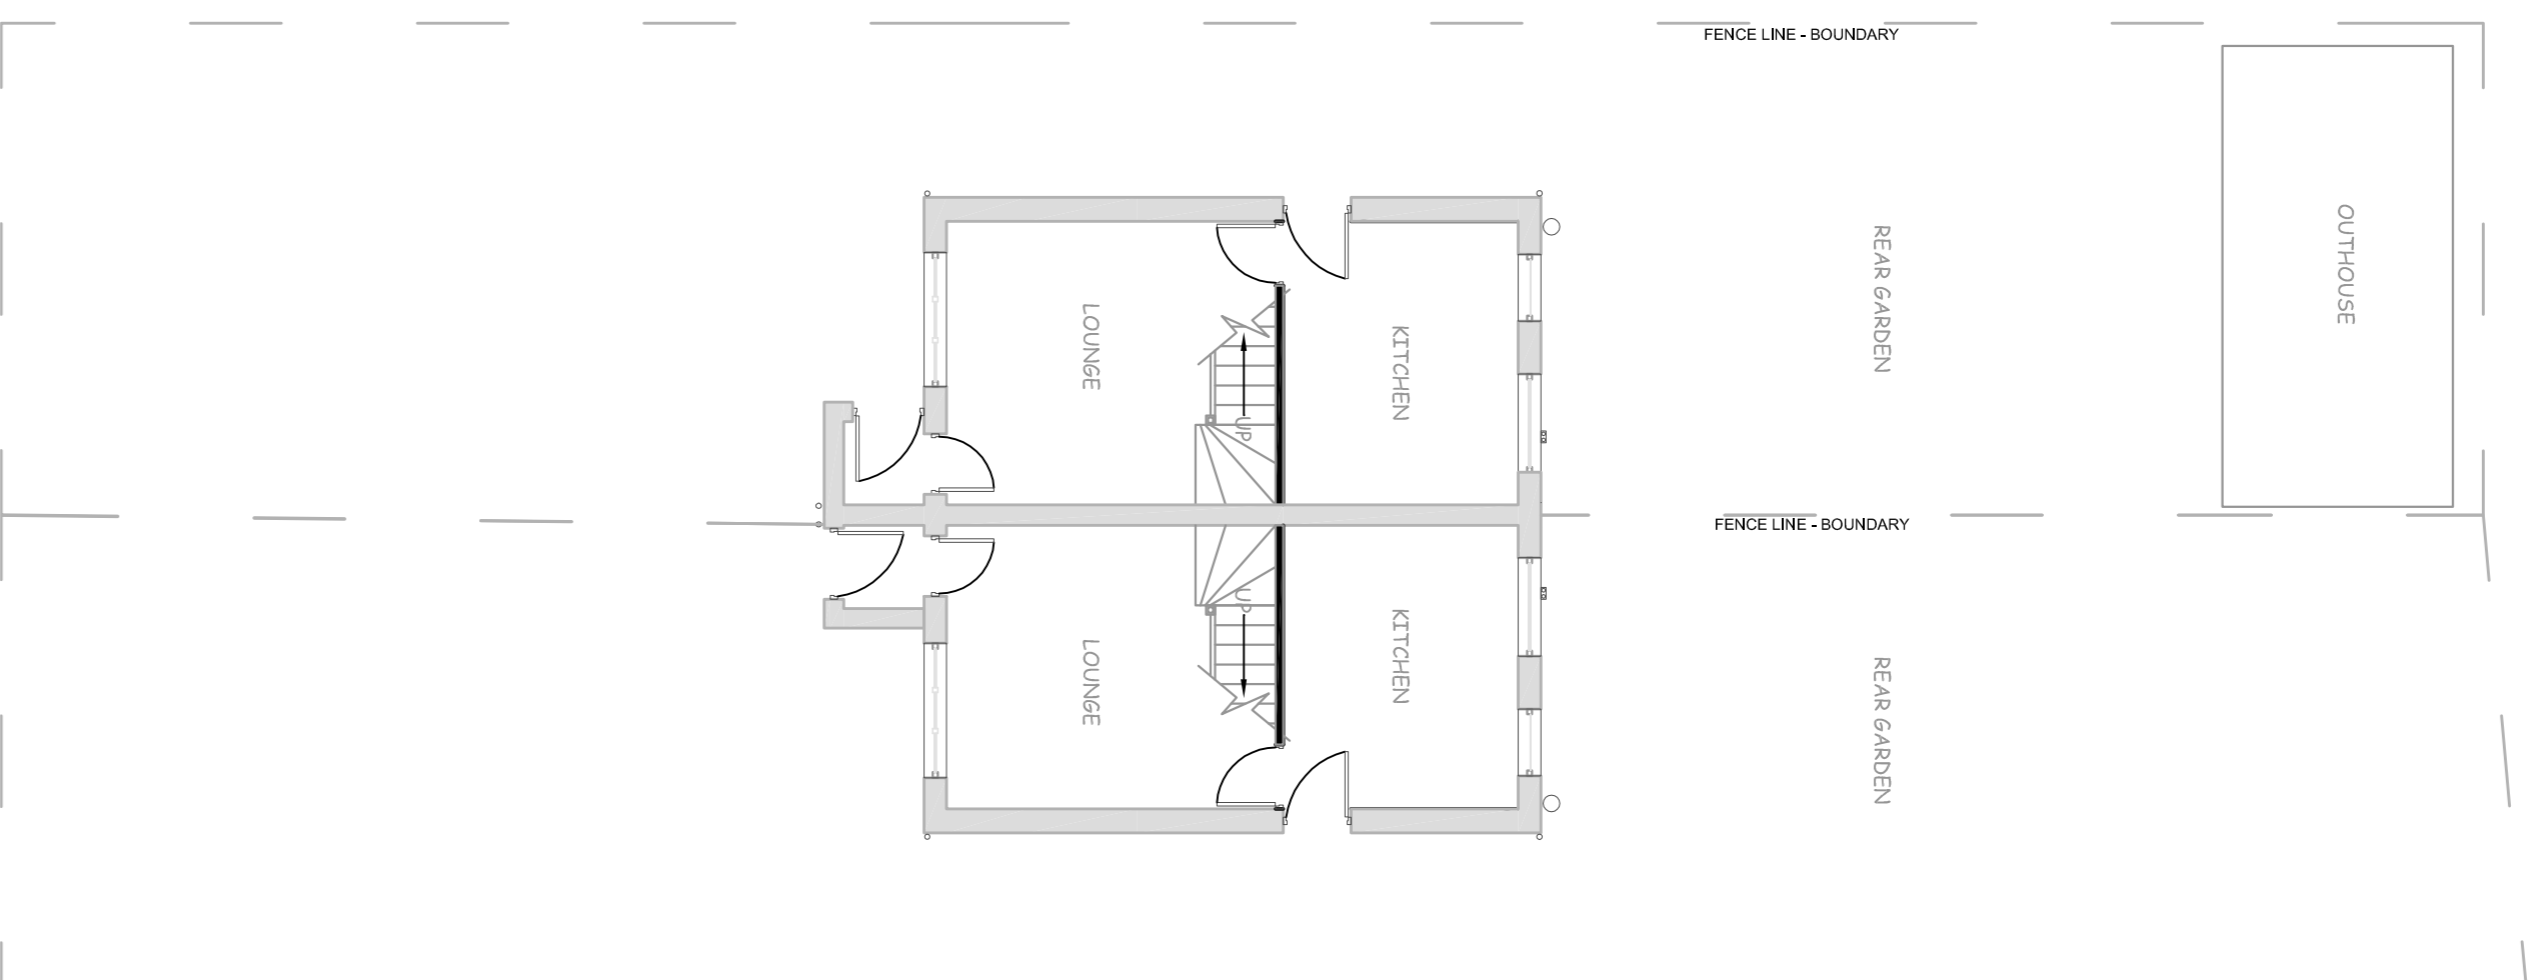 FENCE LINE - BOUNDARY
OUTHOUSE
REAR GARDEN
LOUNGE
KITCHEN
UP
FENCE LINE - BOUNDARY
UP
LOUNGE
KITCHEN
REAR GARDEN